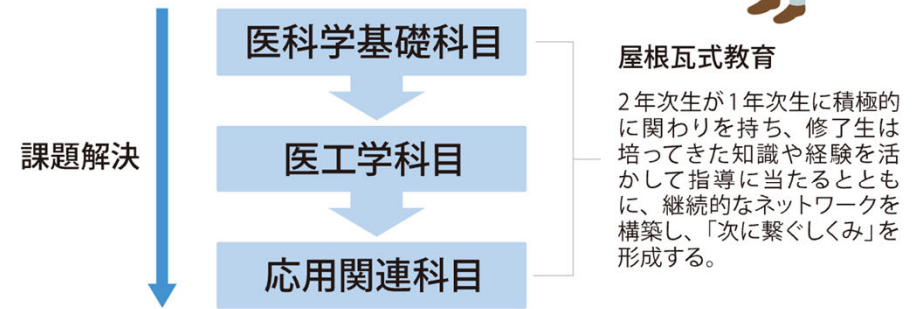 医科学基礎科目
課題解決
医工学科目
応用関連科目
屋根瓦式教育
2年次生が1年次生に積極的
に関わりを持ち、修了生は
培ってきた知識や経験を活
かして指導に当たるととも
に、継続的なネットワークを
構築し、「次に繋ぐしくみ」を
形成する。